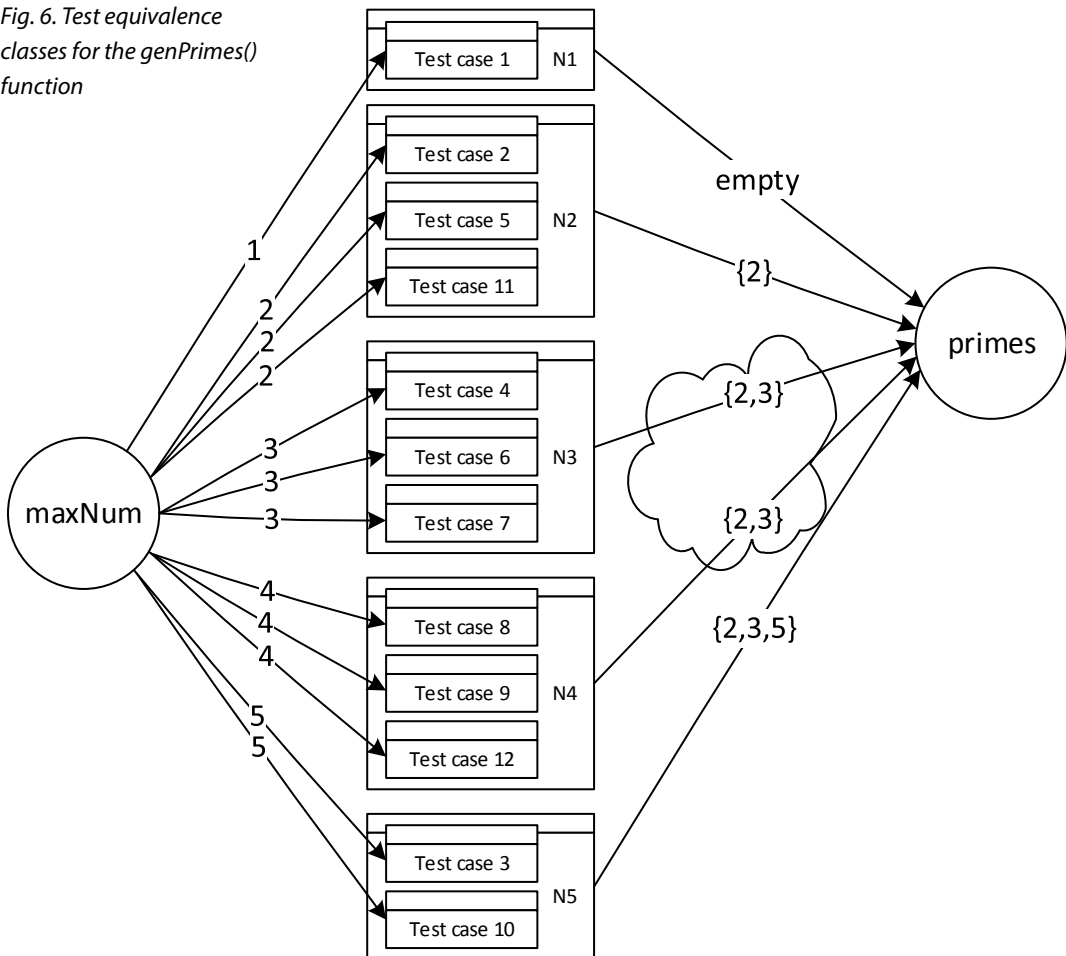 Fig. 6. Test equivalence
classes for the genPrimes()
function
Test case 1
N1
Test case 2
Test case 5
N2
Test case 11
Test case 4
Test case 6
N3
Test case 7
Test case 8
Test case 9
N4
Test case 12
Test case 3
N5
Test case 10
maxNum
1
2
2
2
3
3
3
4
4
4
5
5
empty
{2}
{2,3}
{2,3}
{2,3,5}
primes